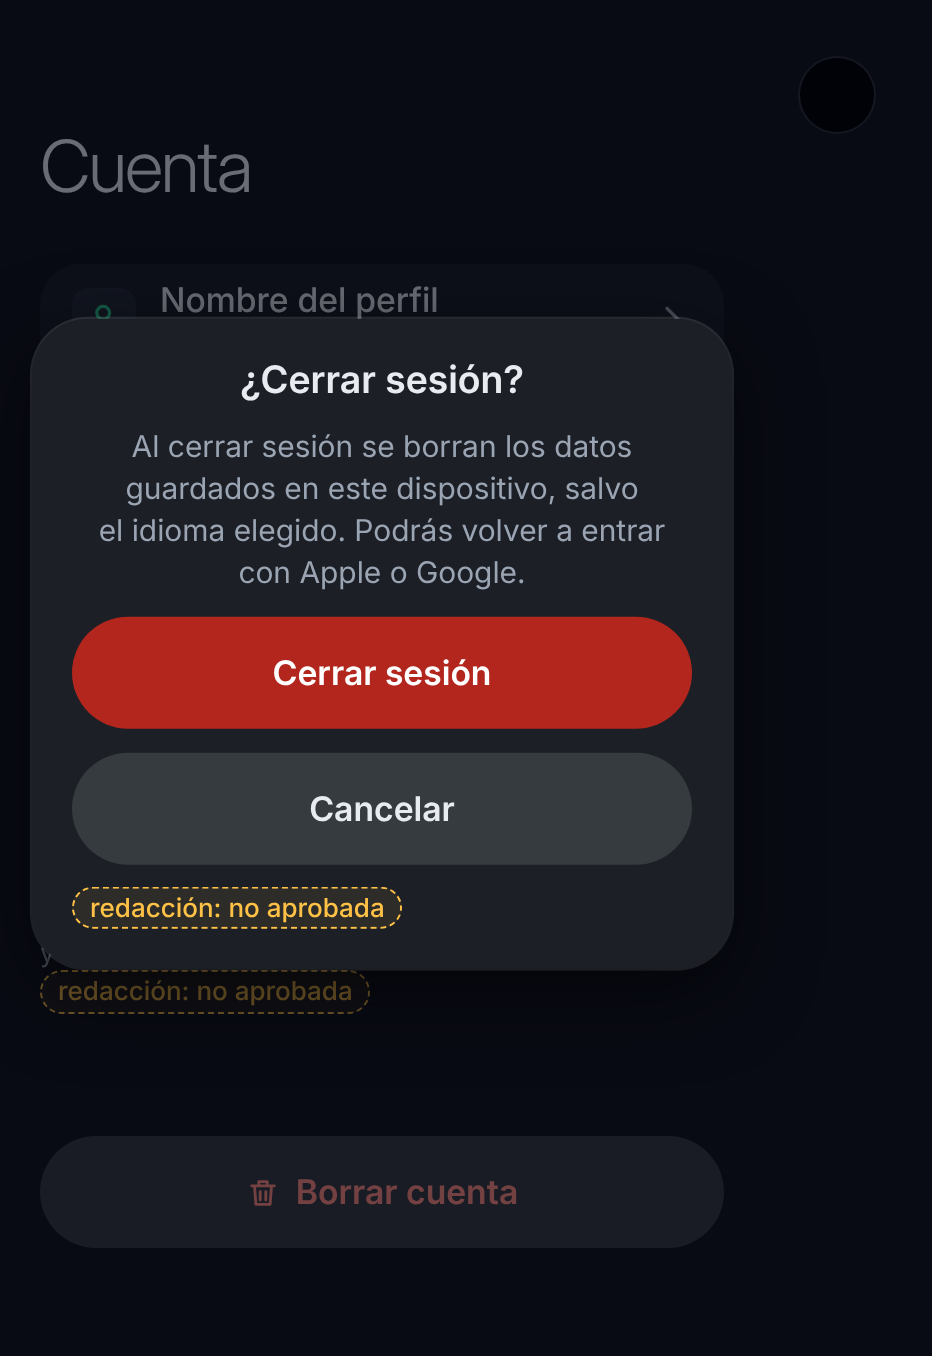 Cuenta
Nombre del perfil
¿Cerrar sesión?
Al cerrar sesión se borran los datos
guardados en este dispositivo, salvo
el idioma elegido. Podrás volver a entrar
con Apple o Google.
Cerrar sesión
Cancelar
redacción: no aprobada
y
redacción: no aprobada
Borrar cuenta